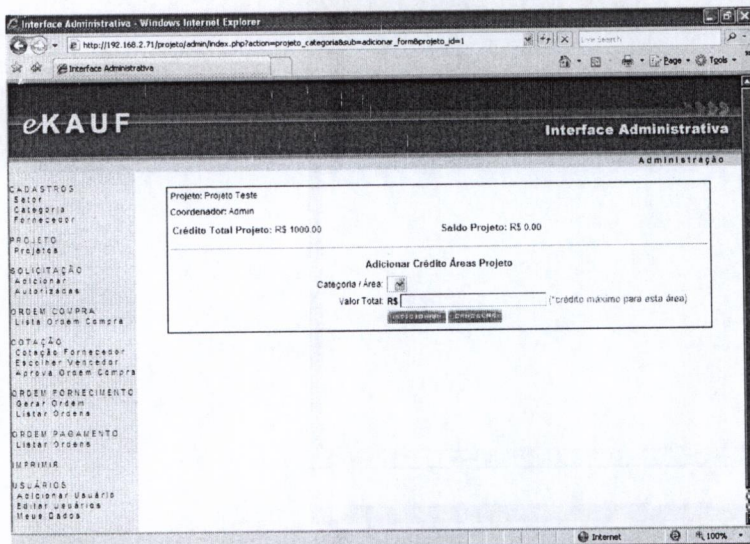 Interface Administrativa - Windows Internet Explorer
http://192.168.2.71/projeto/admin/index.php?action=projeto_categoria&sub=adicionar_form&projeto_id=1
Live Search
Interface Administrativa
Page
Tools
eKAUF
Interface Administrativa
Administração
CADASTROS
Setor
Categoria
Fornecedor
PROJETO
Projetos
SOLICITAÇÃO
Adicionar
Autorizadas
ORDEM COMPRA
Lista Ordem Compra
COTAÇÃO
Cotação Fornecedor
Escolher Vencedor
Aprova Ordem Compra
ORDEM FORNECIMENTO
Gerar Ordem
Listar Ordens
ORDEM PAGAMENTO
Listar Ordens
IMPRIMIR
USUÁRIOS
Adicionar Usuário
Editar Usuários
Meus Dados
Projeto: Projeto Teste
Coordenador: Admin
Crédito Total Projeto: R$ 1000.00
Saldo Projeto: R$ 0.00
Adicionar Crédito Áreas Projeto
Categoria / Área:
Valor Total: R$ (*crédito máximo para esta área)
CANCELAR
Internet
100%